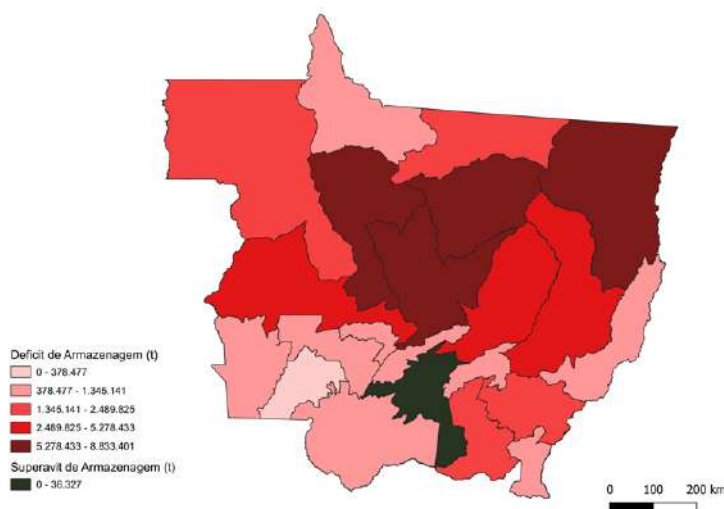 Deficit de Armazenagem (t)
0 - 378.477
378.477 - 1.345.141
1.345.141 - 2.489.825
2.489.825 - 5.278.433
5.278.433 - 8.833.401
Superavit de Armazenagem (t)
0 - 36.327
0 100 200 km